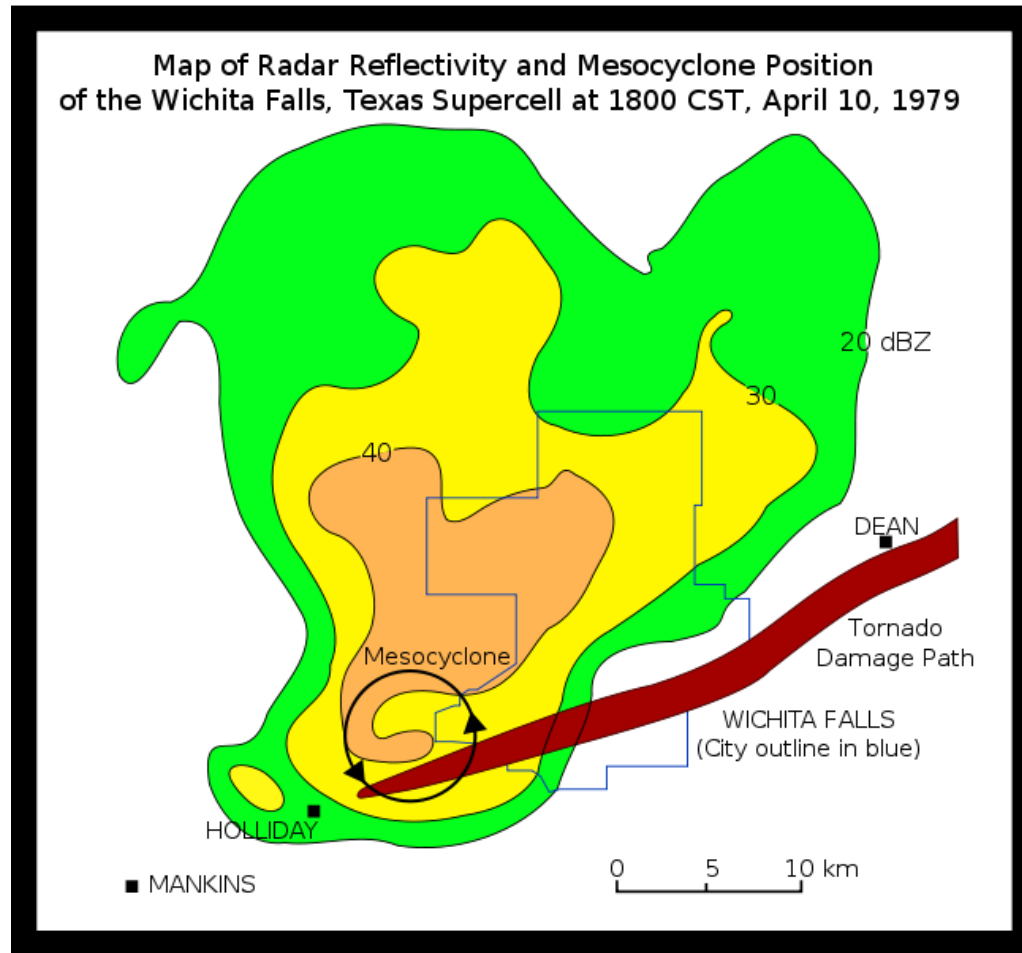 Map of Radar Reflectivity and Mesocyclone Position
of the Wichita Falls, Texas Supercell at 1800 CST, April 10, 1979
20 dBZ
30
40
DEAN
Tornado
Damage Path
Mesocyclone
WICHITA FALLS
(City outline in blue)
HOLLIDAY
0 5 10 km
MANKINS